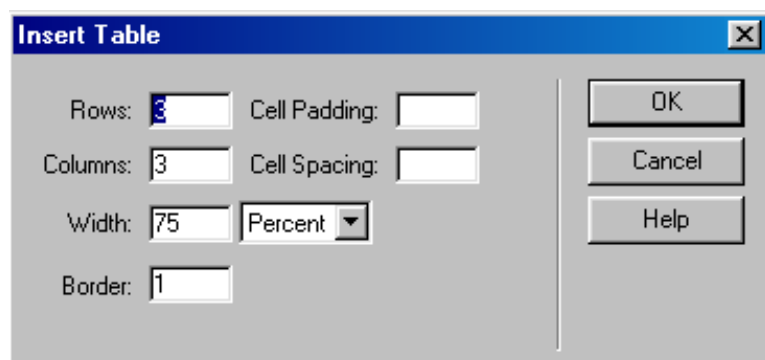 Insert Table
Rows: 3 Cell Padding: OK
Columns: 3 Cell Spacing: Cancel
Width: 75 Percent Help
Border: 1